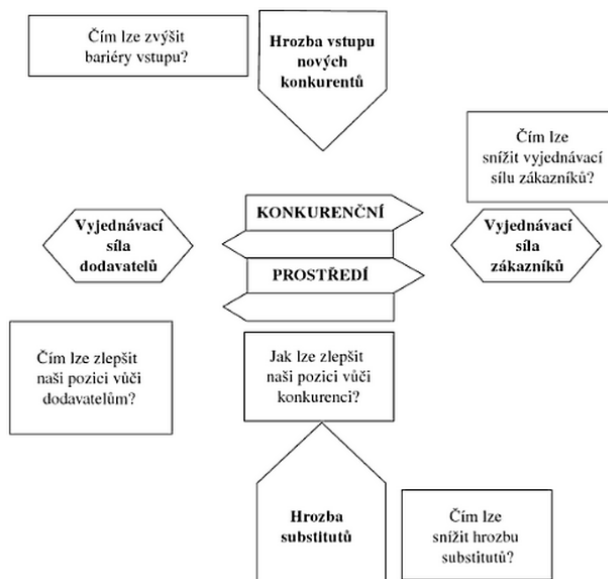 Čím lze zvýšit
bariéry vstupu?
Hrozba vstupu
nových
konkurentů
Čím lze
snížit vyjednávací
sílu zákazníků?
Vyjednávací
síla
dodavatelů
KONKURENČNÍ
PROSTŘEDÍ
Vyjednávací
síla
zákazníků
Čím lze zlepšit
naši pozici vůči
dodavatelům?
Jak lze zlepšit
naši pozici vůči
konkurenci?
Hrozba
substitutů
Čím lze
snížit hrozbu
substitutů?